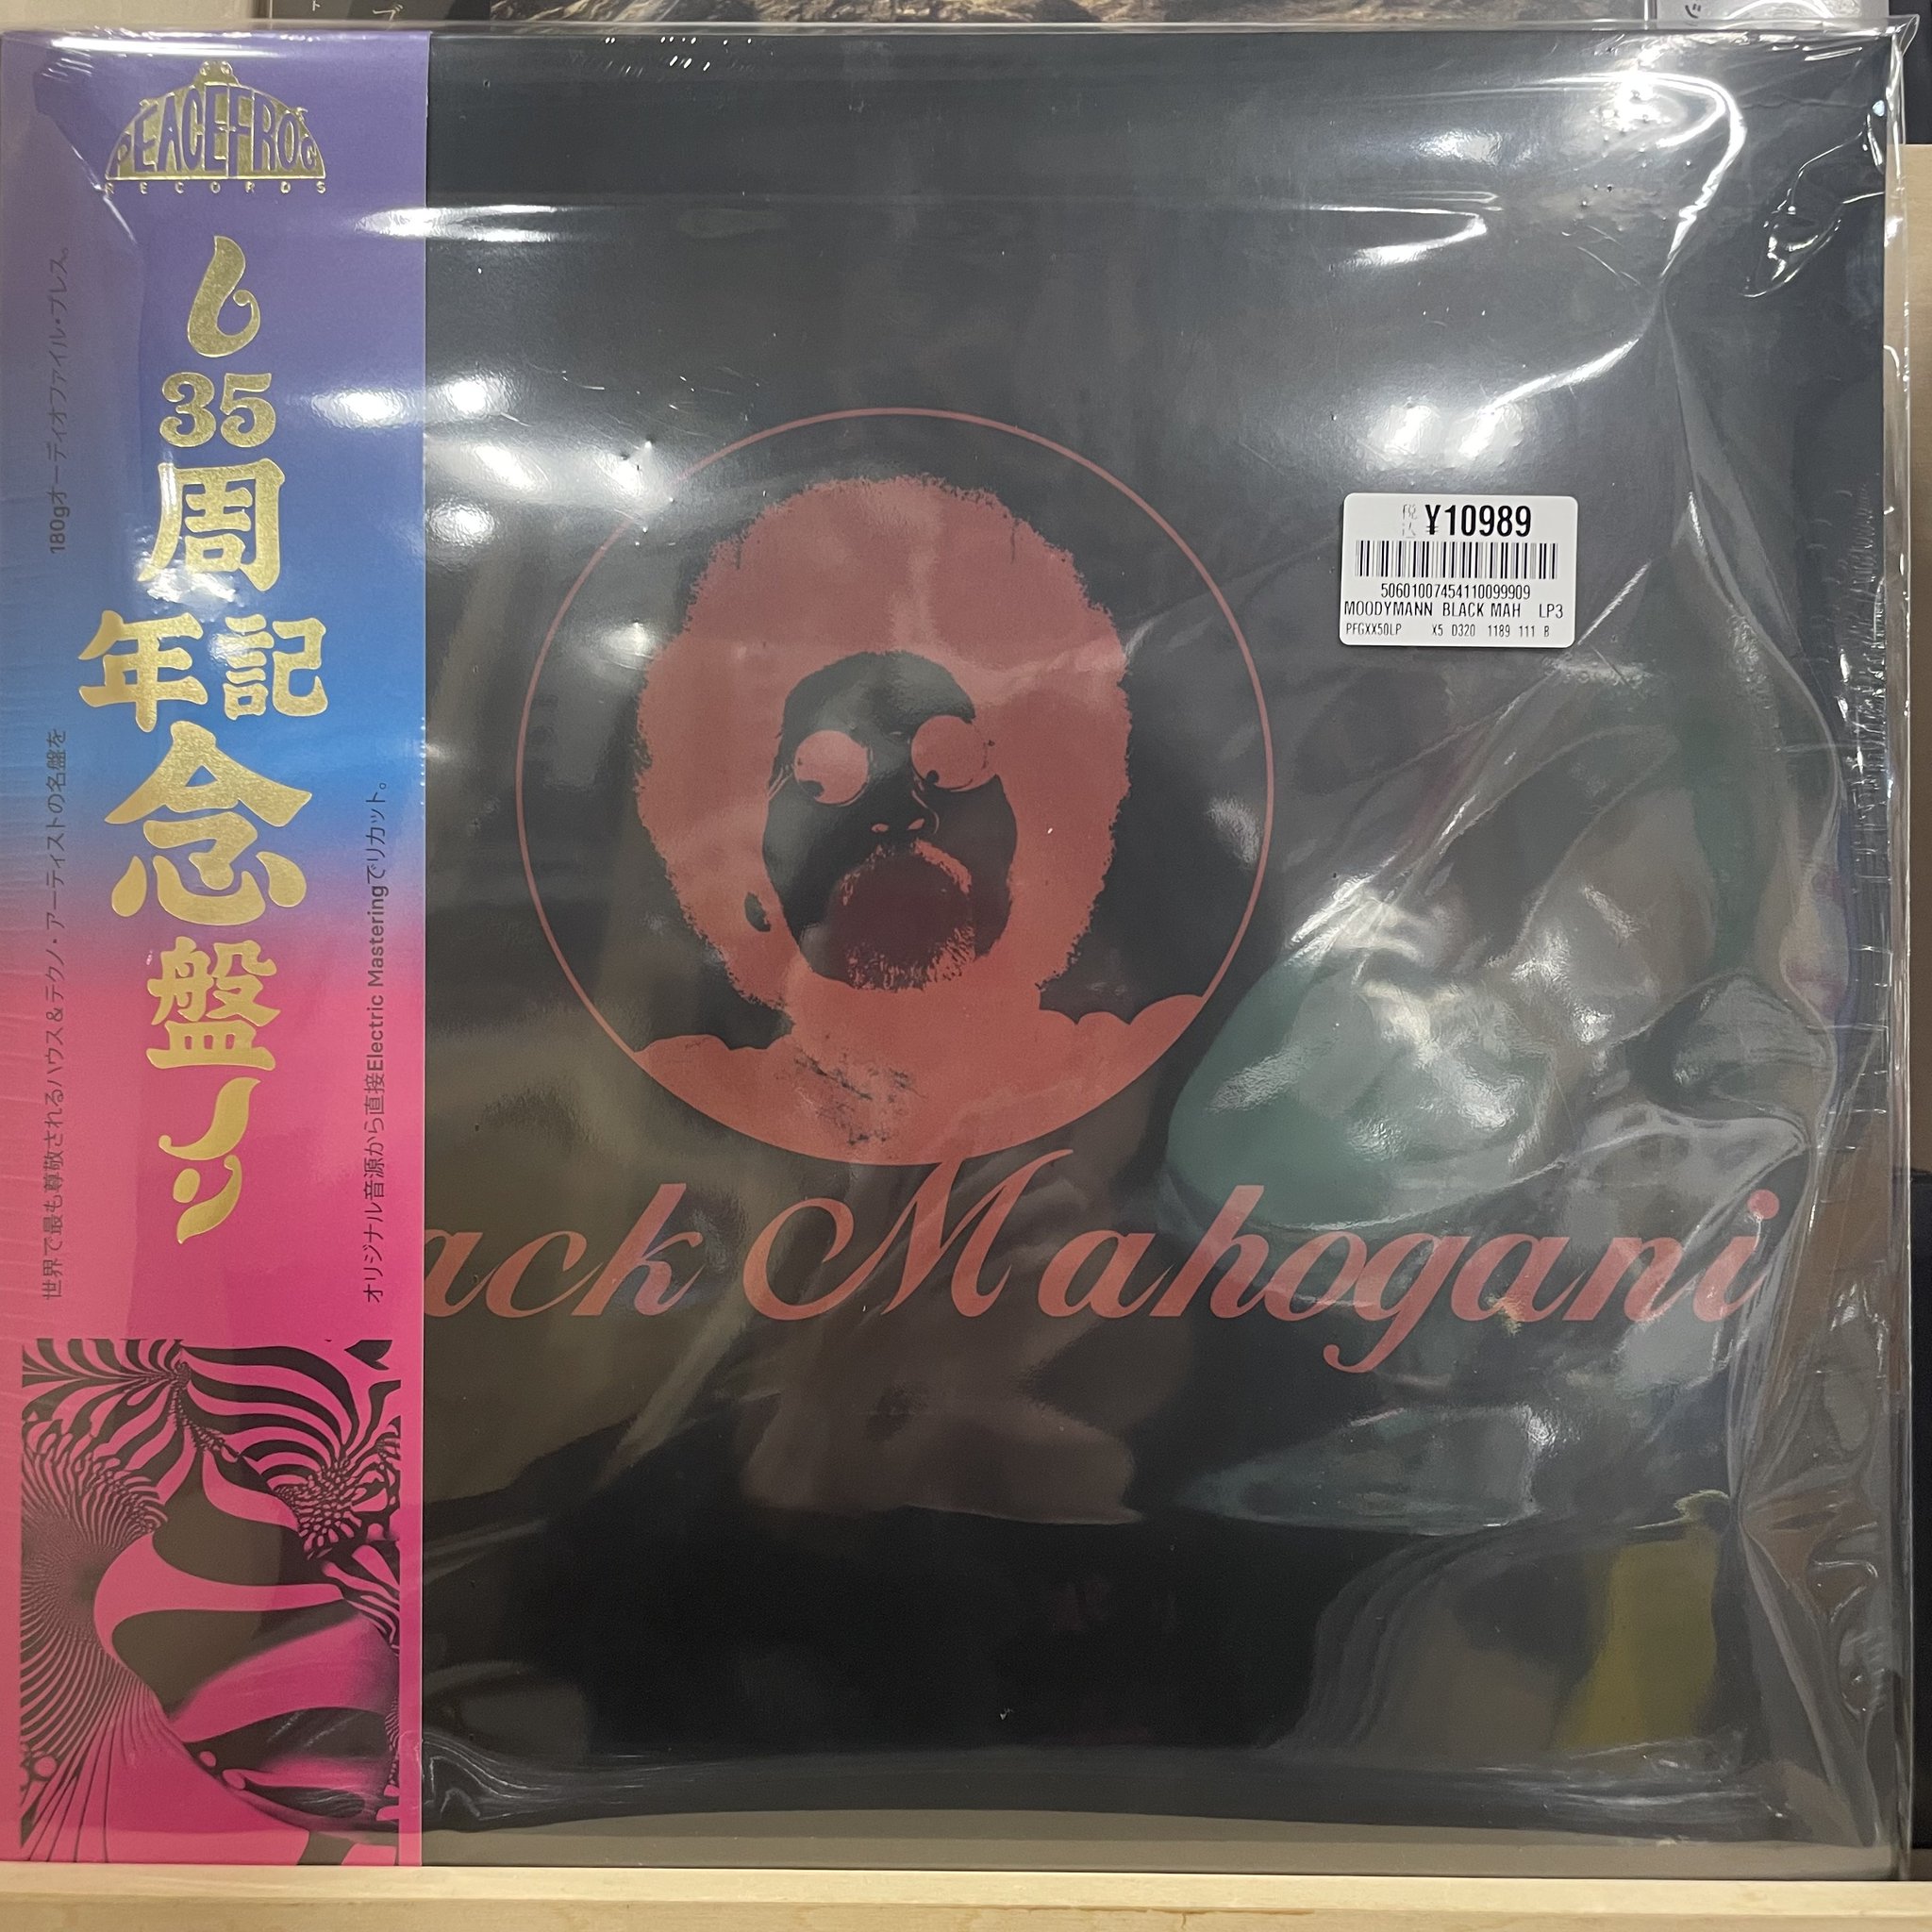 PEACEFROG
RECORDS
35周年記念盤
180gオーディオファイル・プレス。
世界で最も尊敬されるハウス&テクノ・アーティストの名盤を
オリジナル音源から直接Electric Masteringでリカット。
税込 ¥10989
50601007454110099909
MOODYMANN BLACK MAH LP3
PFGXX50LP X5 D320 1189 111 B
ack Mahogani